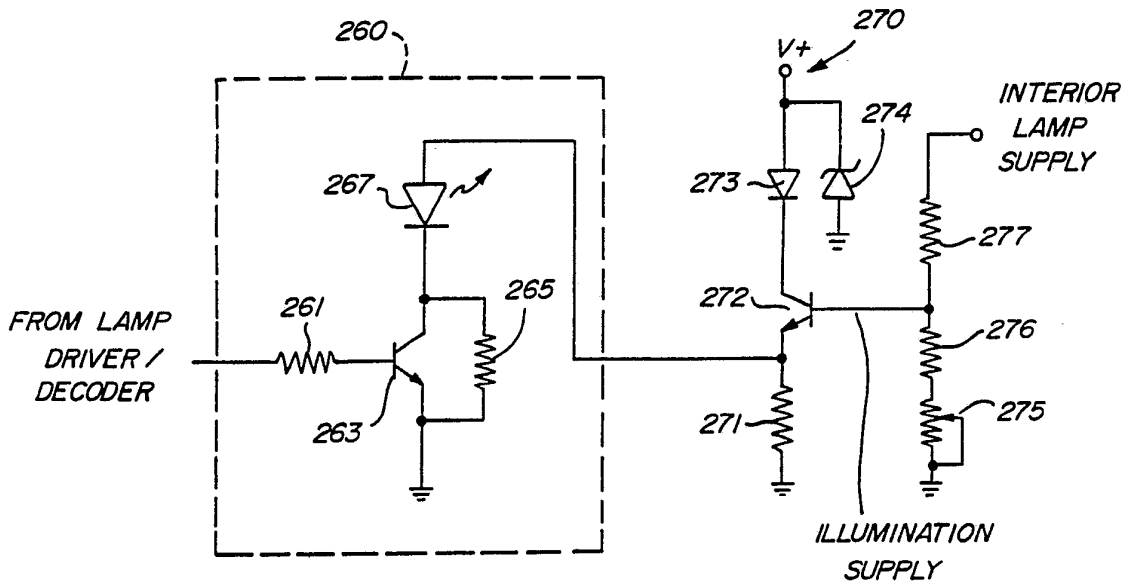 260
V+
270
INTERIOR
LAMP
SUPPLY
274
273
267
277
272
265
261
FROM LAMP
DRIVER /
DECODER
276
275
271
263
ILLUMINATION
SUPPLY